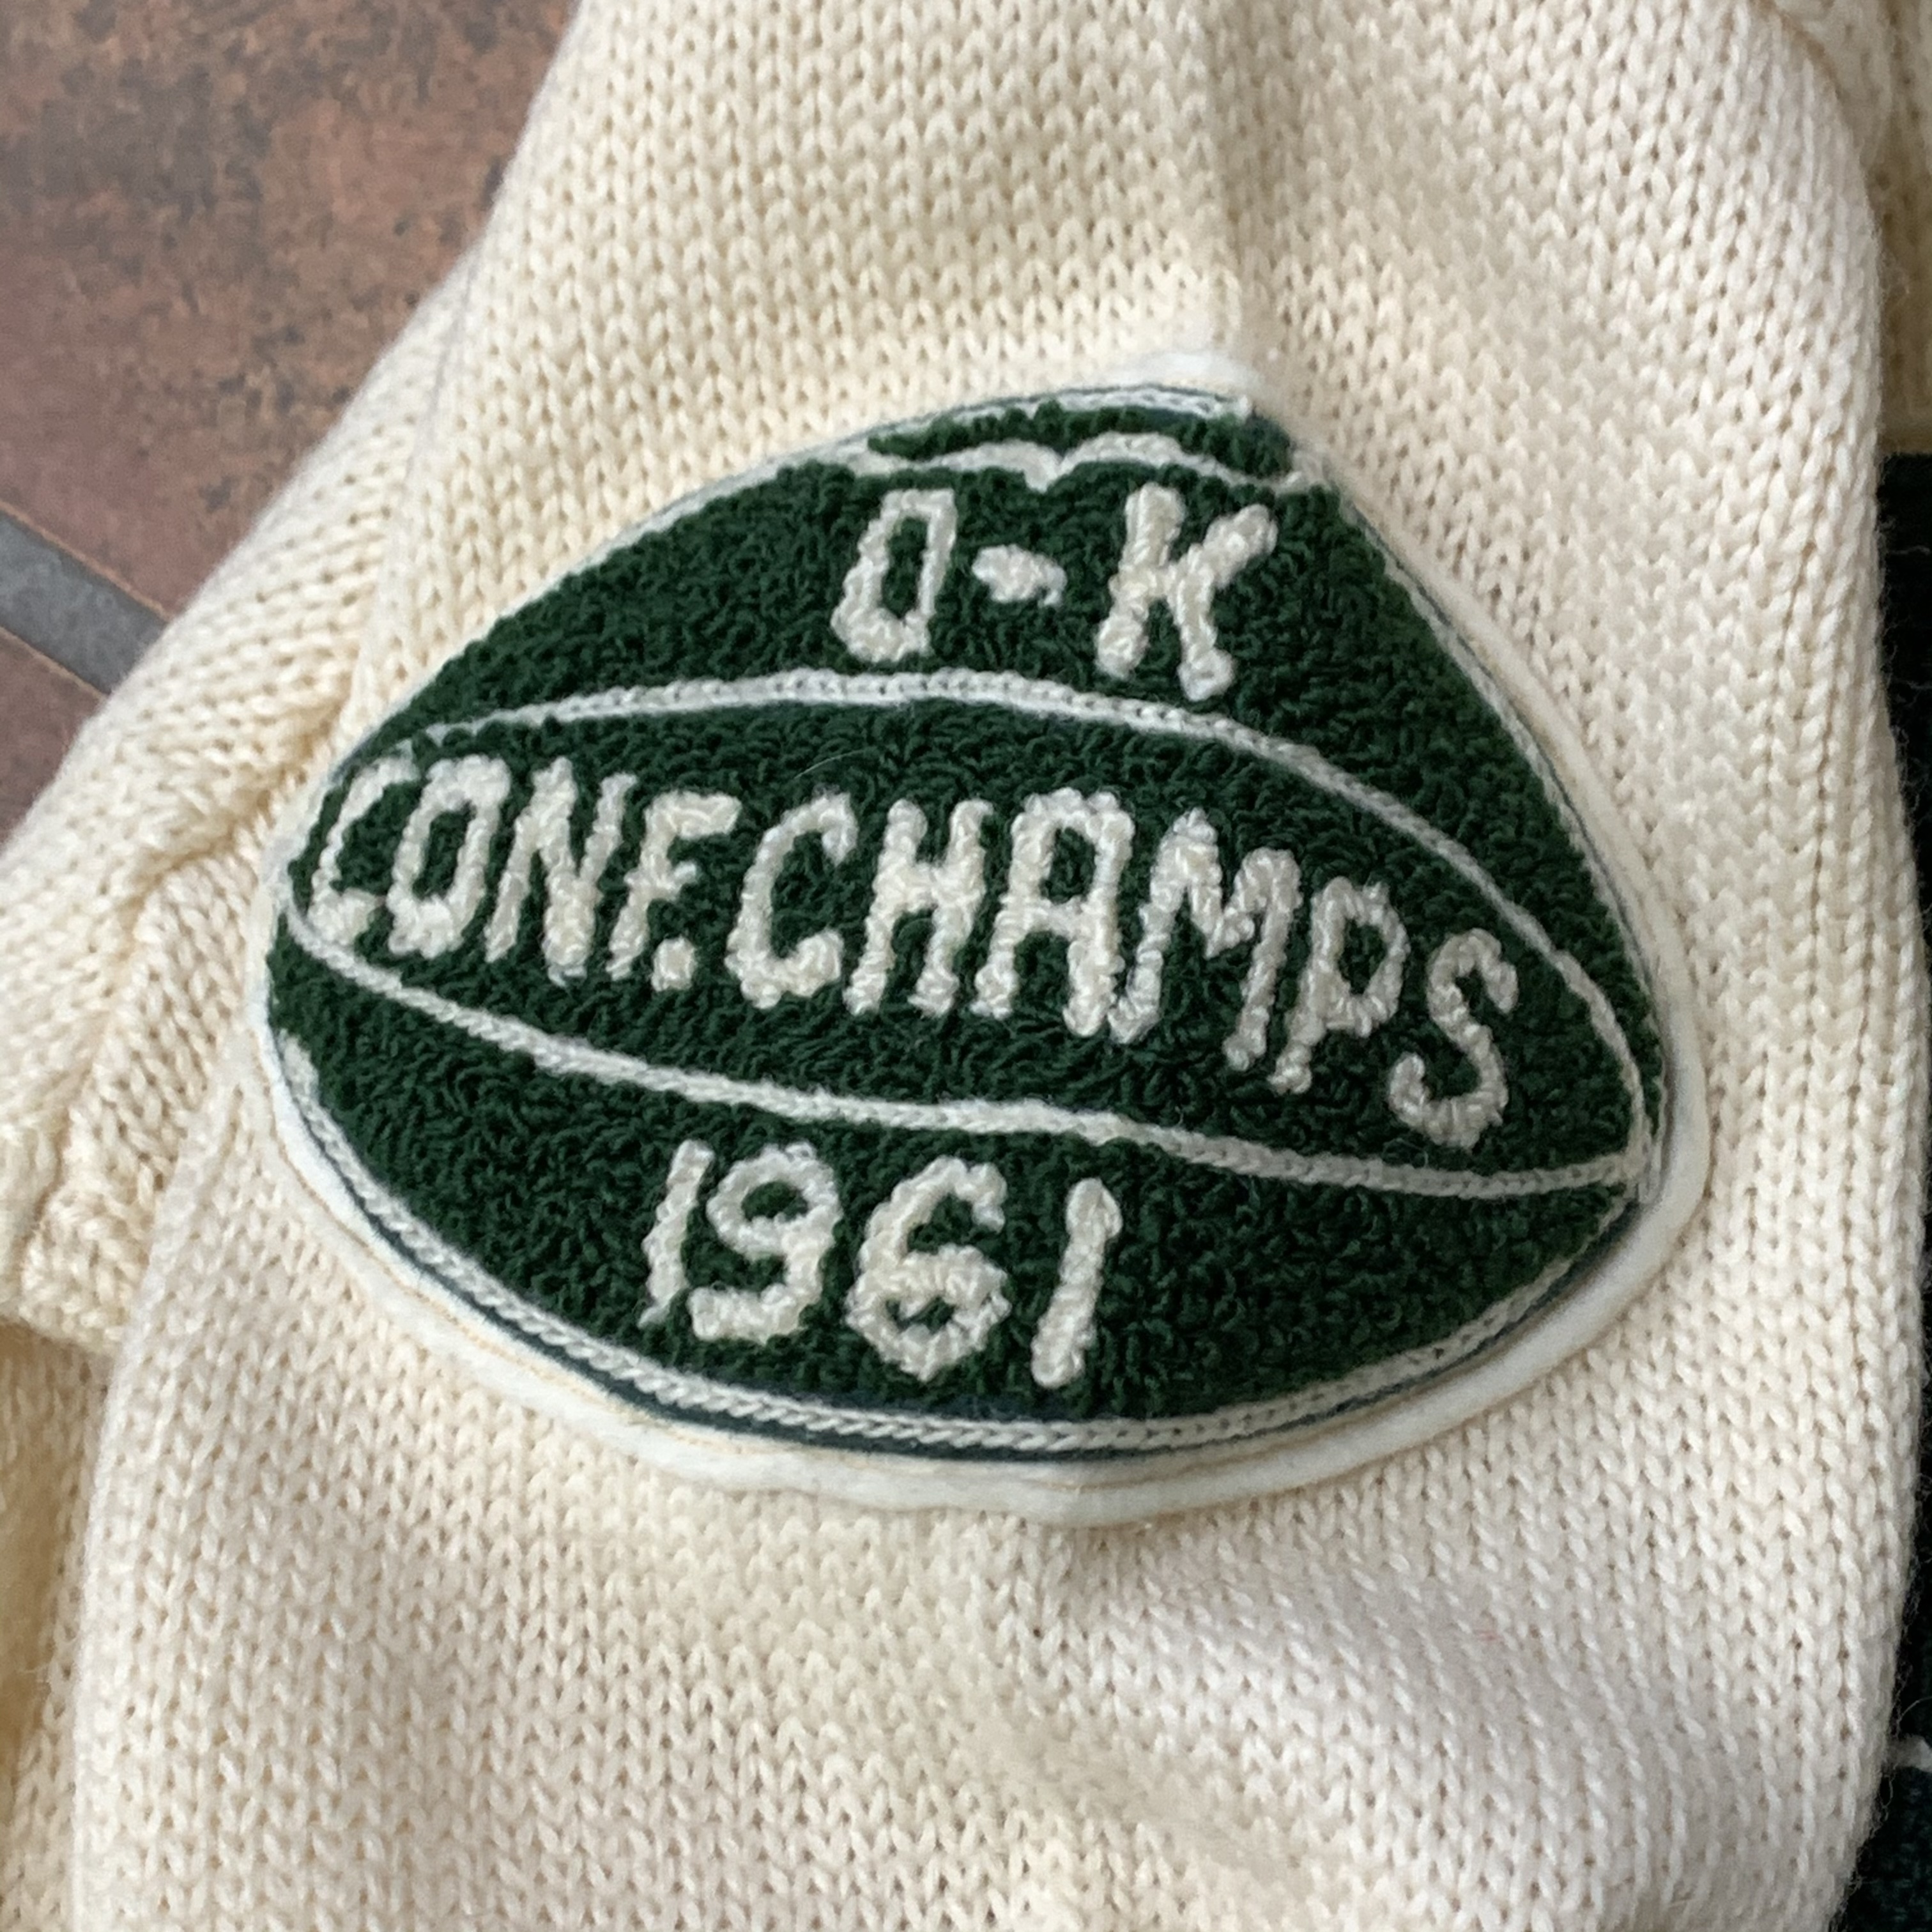 O-K
CONF. CHAMPS
1961